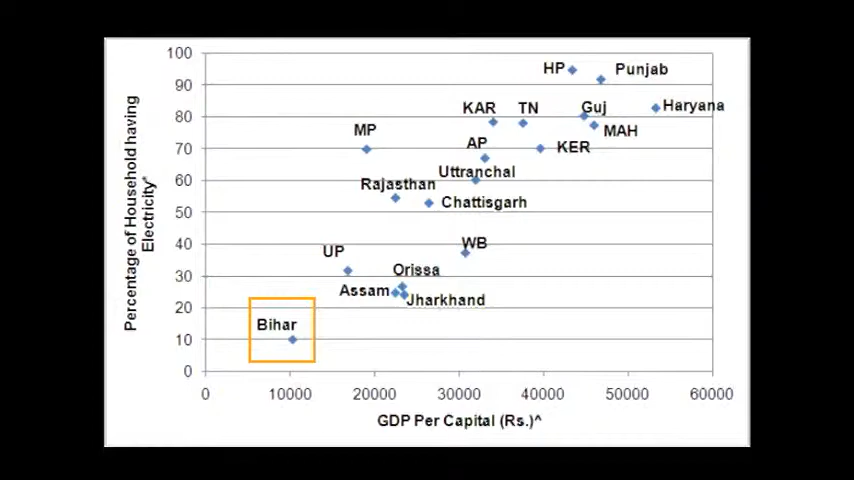 100
90
80
70
60
50
40
30
20
10
0
Percentage of Household having
Electricity*
HP
Punjab
KAR
TN
Guj
Haryana
MP
MAH
AP
KER
Uttranchal
Rajasthan
Chattisgarh
WB
UP
Orissa
Assam
Jharkhand
Bihar
0 10000 20000 30000 40000 50000 60000
GDP Per Capital (Rs.)^